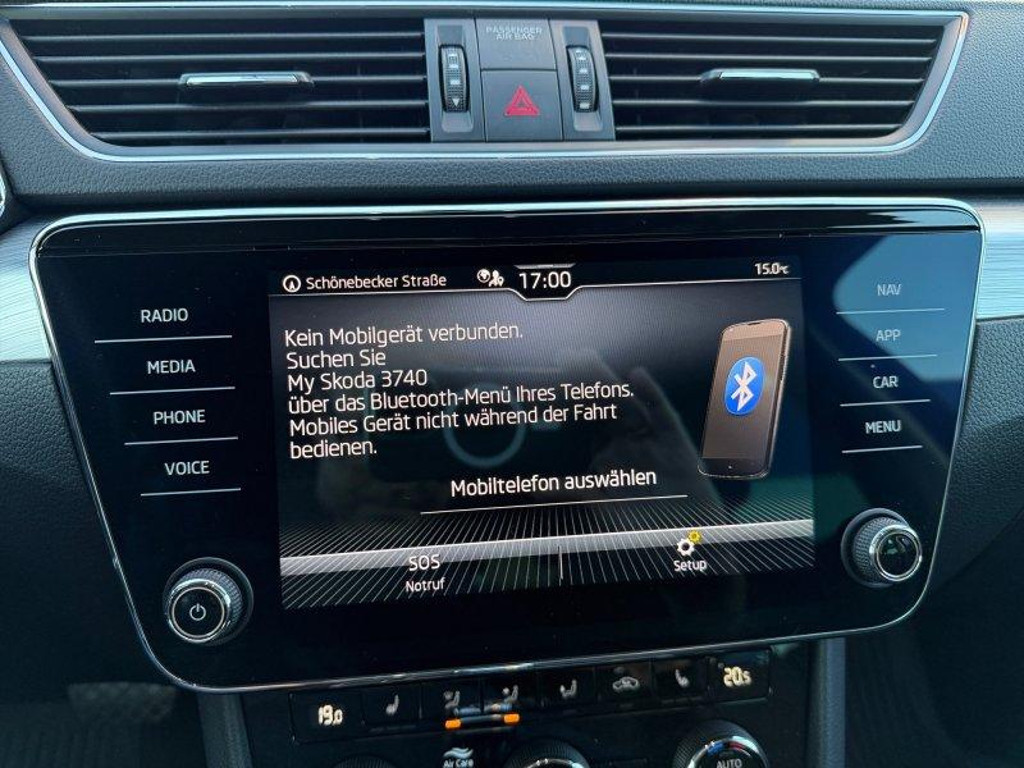 PASSENGER
AIR BAG
Schönebecker Straße
17:00
15.0°C
RADIO
MEDIA
PHONE
VOICE
Kein Mobilgerät verbunden.
Suchen Sie
My Skoda 3740
über das Bluetooth-Menü Ihres Telefons.
Mobiles Gerät nicht während der Fahrt
bedienen.
Mobiltelefon auswählen
SOS
Notruf
Setup
NAV
APP
CAR
MENU
19.0
20.5
Air Care
AUTO